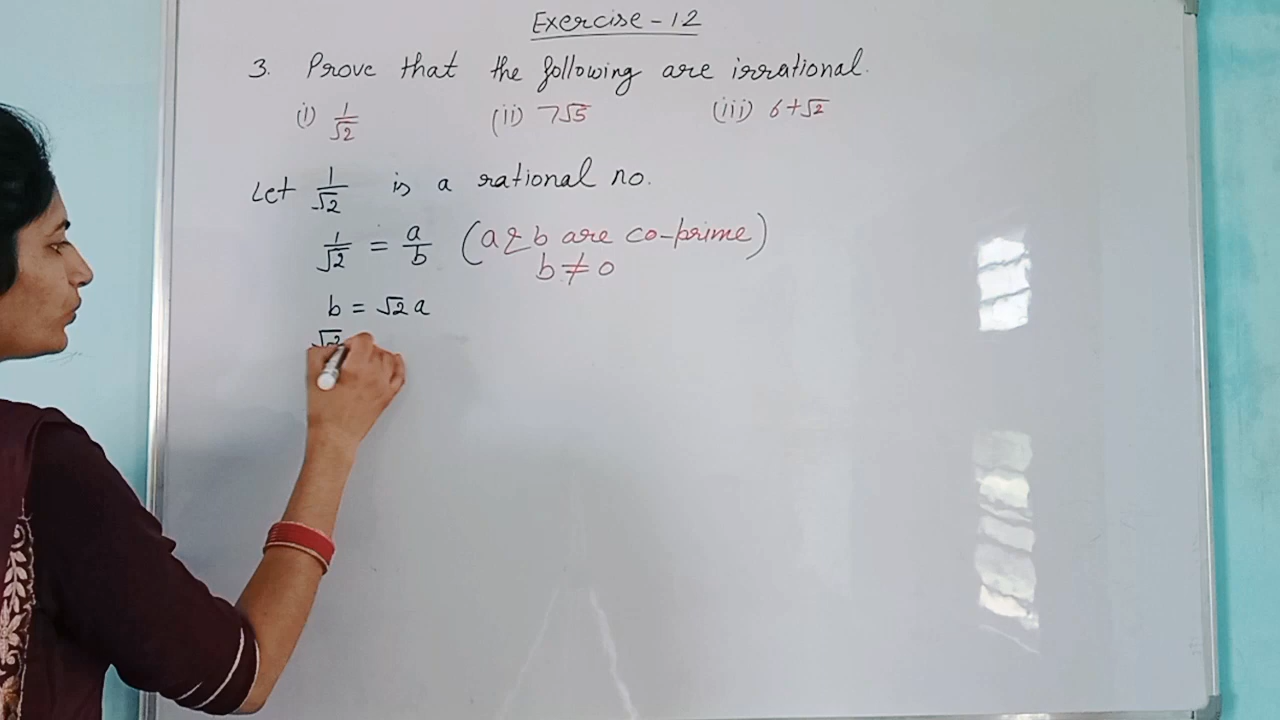 Exercise - 12
3. Prove that the following are irrational.
(i) 1/√2 (ii) 7√5 (iii) 6+√2
Let 1/√2 is a rational no.
1/√2 = a/b (a & b are co-prime)
b ≠ 0
b = √2 a
√2